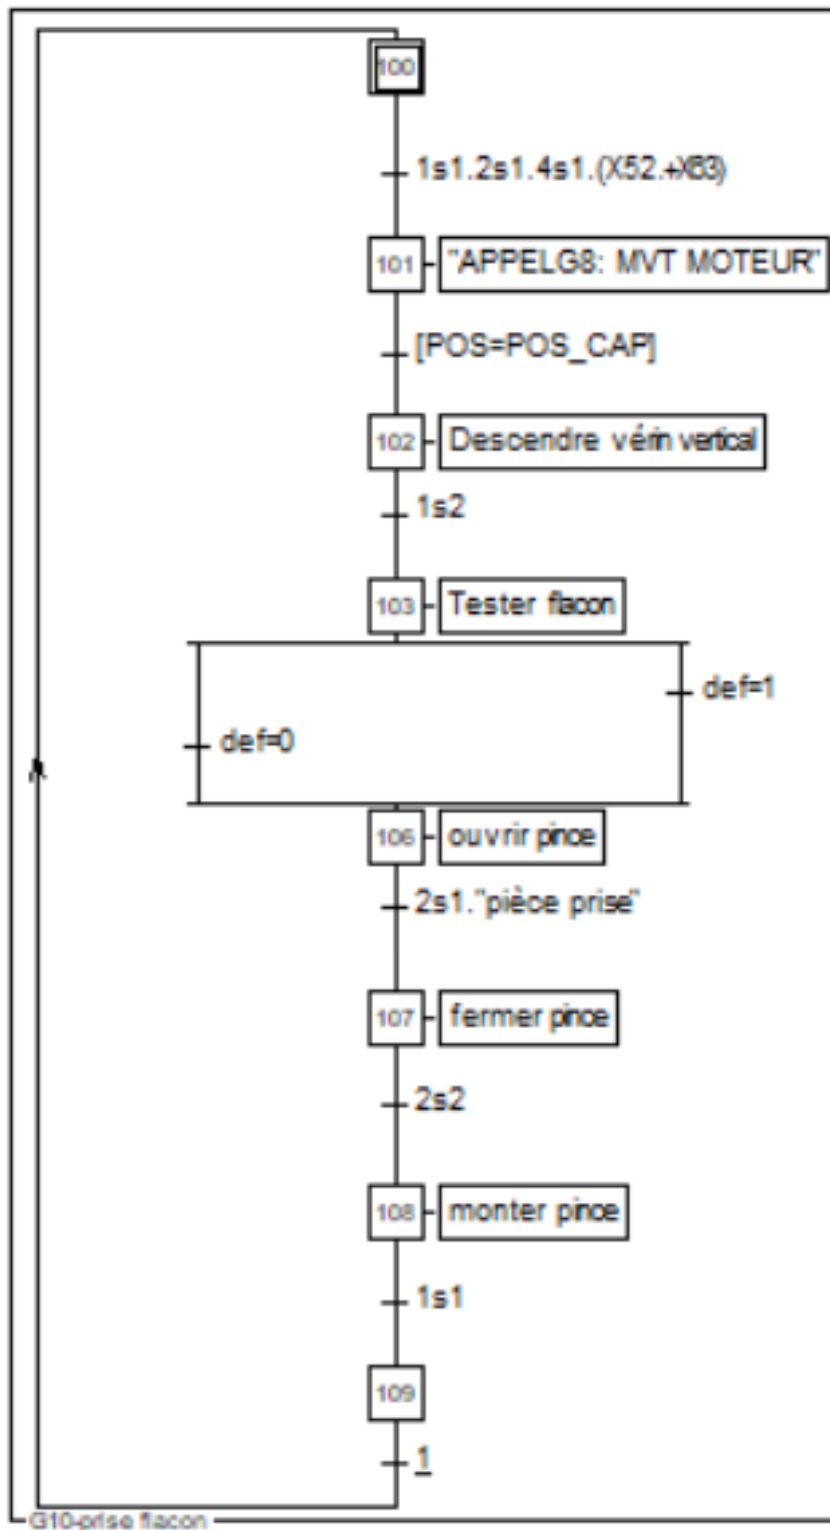 100
1s1.2s1.4s1.(X52.+X63)
101 "APPELG8: MVT MOTEUR"
[POS=POS_CAP]
102 Descendre vérin vertical
1s2
103 Tester flacon
def=1
def=0
106 ouvrir pince
2s1."pièce prise"
107 fermer pince
2s2
108 monter pince
1s1
109
1
G10-prise flacon